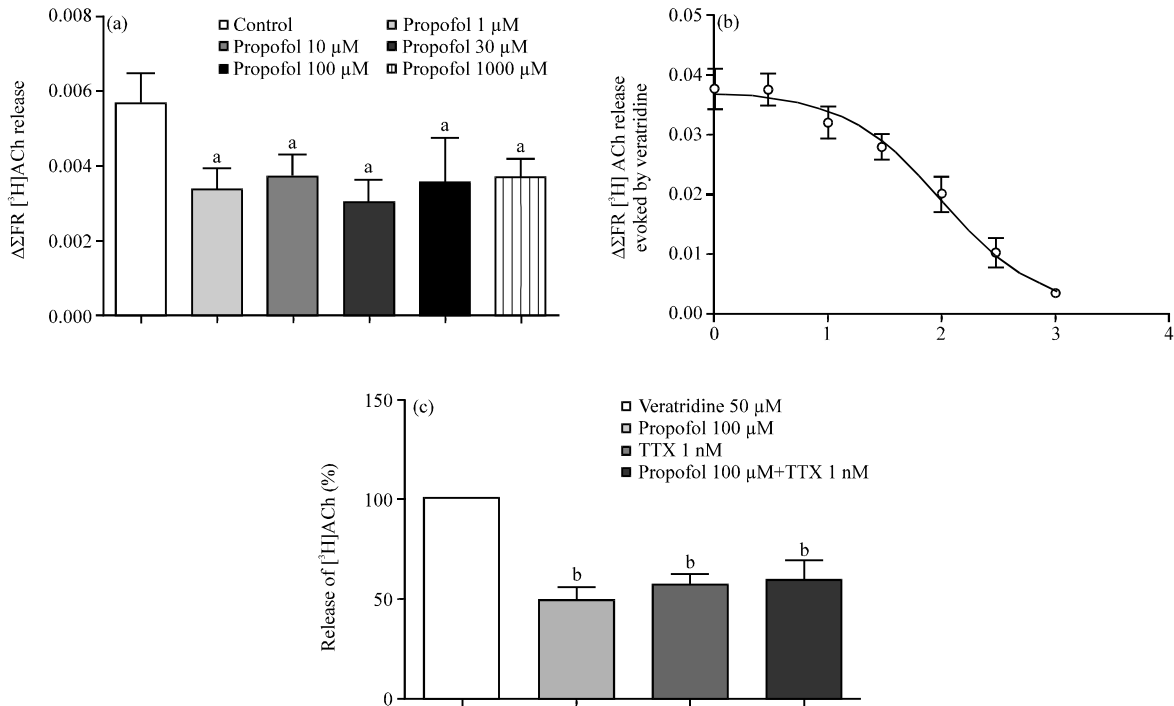 (a)
Control
Propofol 1 µM
Propofol 10 µM
Propofol 30 µM
Propofol 100 µM
Propofol 1000 µM
0.008
0.006
0.004
0.002
0.000
ΔΣFR [³H]ACh release
a
a
a
a
a
(b)
0.05
0.04
0.03
0.02
0.01
0.00
ΔΣFR [³H] ACh release
evoked by veratridine
0
1
2
3
4
(c)
Veratridine 50 µM
Propofol 100 µM
TTX 1 nM
Propofol 100 µM+TTX 1 nM
150
100
50
0
Release of [³H]ACh (%)
b
b
b